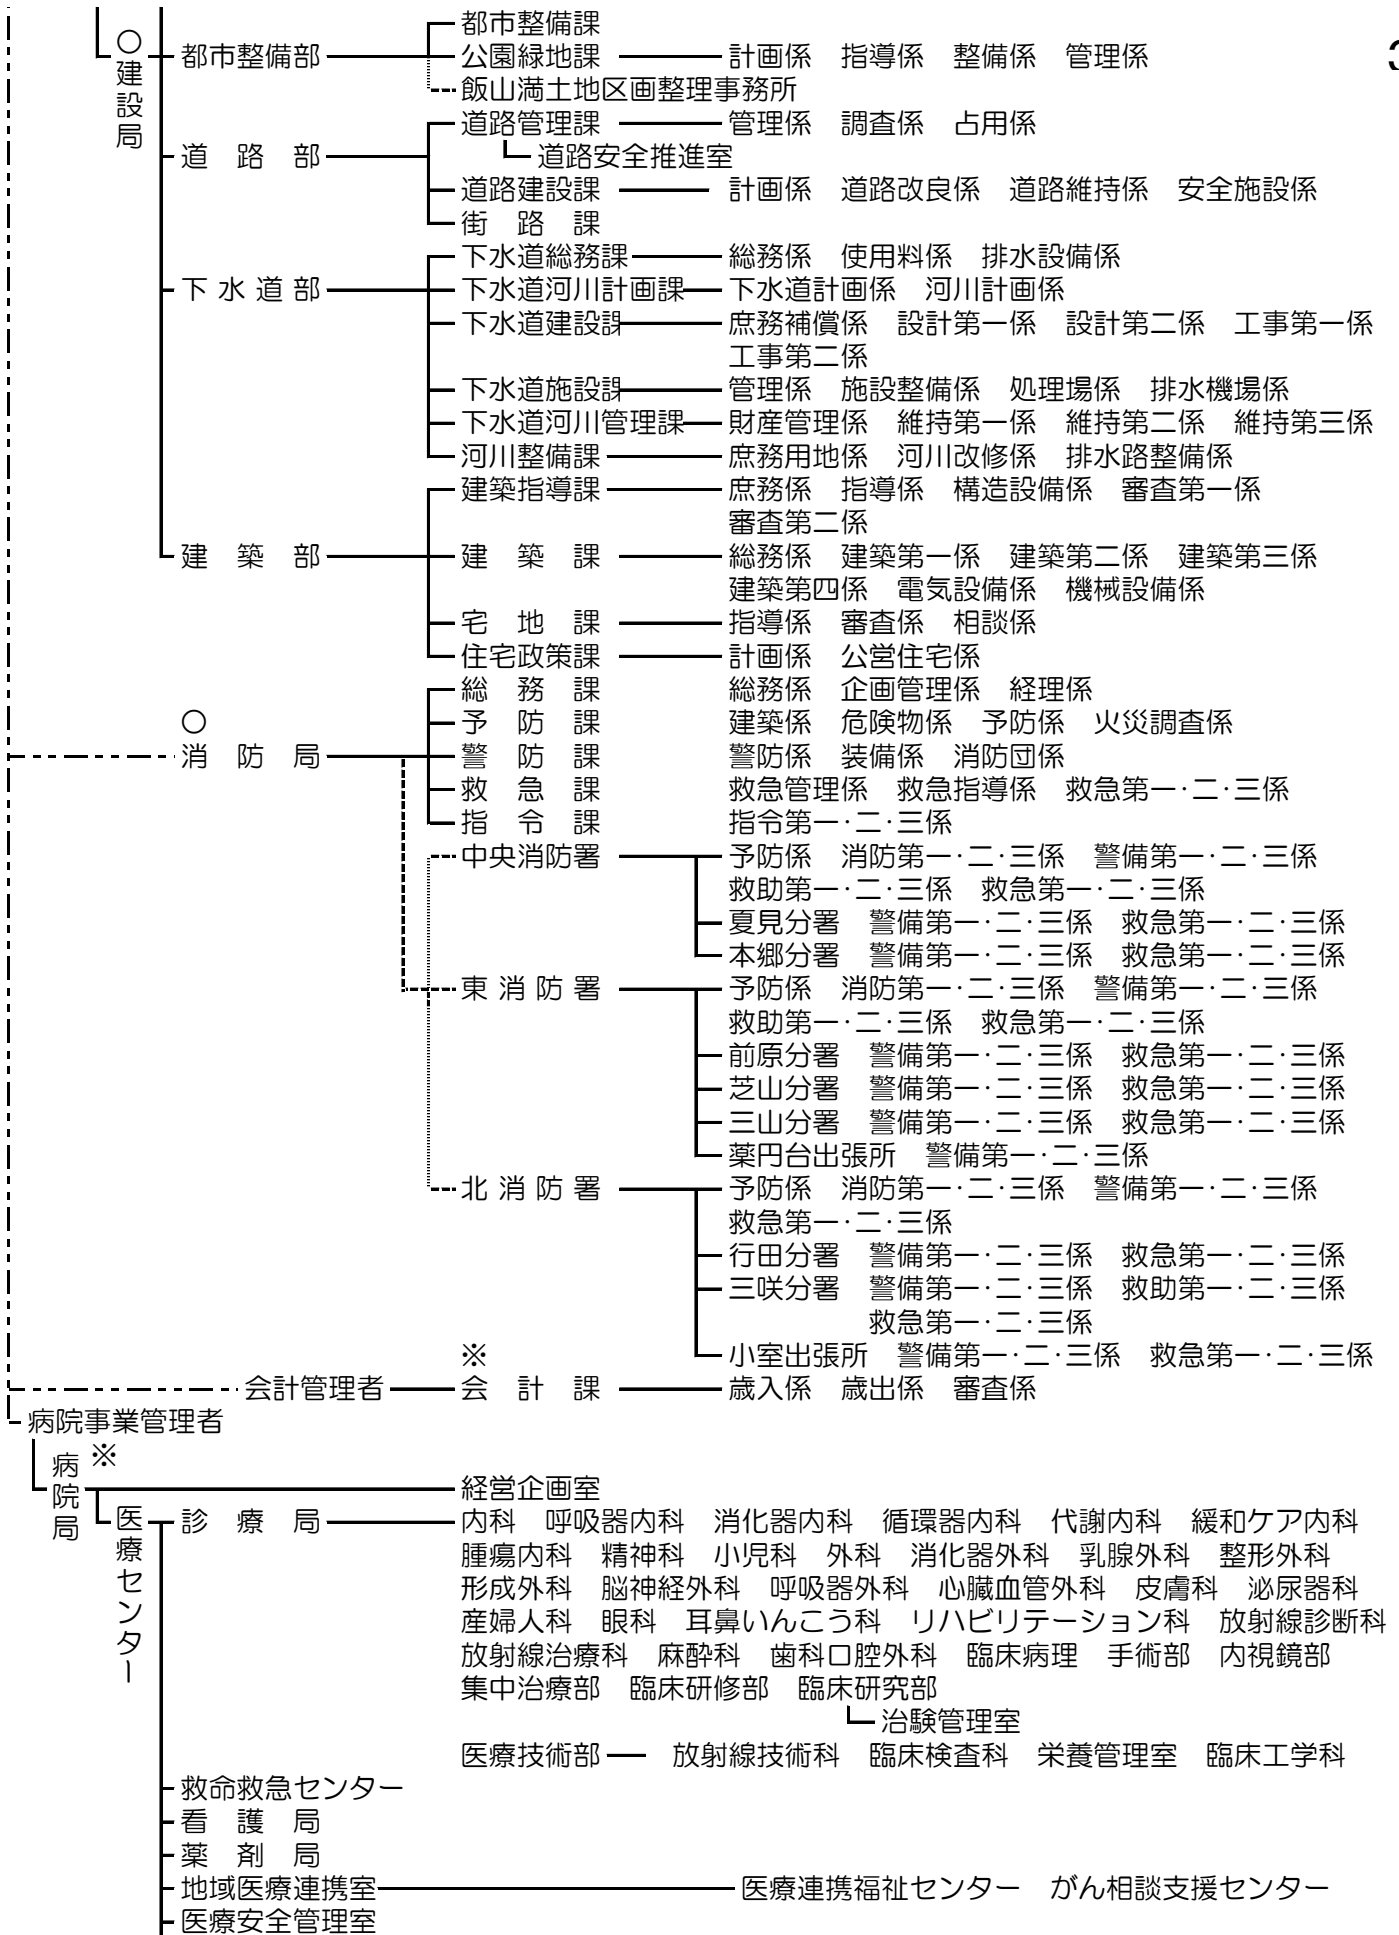 都市整備課
○建設局 都市整備部 公園緑地課 計画係 指導係 整備係 管理係
飯山満土地区画整理事務所
道路管理課 管理係 調査係 占用係
道路部 道路安全推進室
道路建設課 計画係 道路改良係 道路維持係 安全施設係
街路課
下水道総務課 総務係 使用料係 排水設備係
下水道部 下水道河川計画課 下水道計画係 河川計画係
下水道建設課 庶務補償係 設計第一係 設計第二係 工事第一係
工事第二係
下水道施設課 管理係 施設整備係 処理場係 排水機場係
下水道河川管理課 財産管理係 維持第一係 維持第二係 維持第三係
河川整備課 庶務用地係 河川改修係 排水路整備係
建築指導課 庶務係 指導係 構造設備係 審査第一係
審査第二係
建築部 建築課 総務係 建築第一係 建築第二係 建築第三係
建築第四係 電気設備係 機械設備係
宅地課 指導係 審査係 相談係
住宅政策課 計画係 公営住宅係
総務課 総務係 企画管理係 経理係
○ 予防課 建築係 危険物係 予防係 火災調査係
消防局 警防課 警防係 装備係 消防団係
救急課 救急管理係 救急指導係 救急第一・二・三係
指令課 指令第一・二・三係
中央消防署 予防係 消防第一・二・三係 警備第一・二・三係
救助第一・二・三係 救急第一・二・三係
夏見分署 警備第一・二・三係 救急第一・二・三係
本郷分署 警備第一・二・三係 救急第一・二・三係
東消防署 予防係 消防第一・二・三係 警備第一・二・三係
救助第一・二・三係 救急第一・二・三係
前原分署 警備第一・二・三係 救急第一・二・三係
芝山分署 警備第一・二・三係 救急第一・二・三係
三山分署 警備第一・二・三係 救急第一・二・三係
薬円台出張所 警備第一・二・三係
北消防署 予防係 消防第一・二・三係 警備第一・二・三係
救急第一・二・三係
行田分署 警備第一・二・三係 救急第一・二・三係
三咲分署 警備第一・二・三係 救助第一・二・三係
救急第一・二・三係
※ 小室出張所 警備第一・二・三係 救急第一・二・三係
会計管理者 会計課 歳入係 歳出係 審査係
病院事業管理者
病院局 ※
経営企画室
医療センター 診療局 内科 呼吸器内科 消化器内科 循環器内科 代謝内科 緩和ケア内科
腫瘍内科 精神科 小児科 外科 消化器外科 乳腺外科 整形外科
形成外科 脳神経外科 呼吸器外科 心臓血管外科 皮膚科 泌尿器科
産婦人科 眼科 耳鼻いんこう科 リハビリテーション科 放射線診断科
放射線治療科 麻酔科 歯科口腔外科 臨床病理 手術部 内視鏡部
集中治療部 臨床研修部 臨床研究部
治験管理室
医療技術部 放射線技術科 臨床検査科 栄養管理室 臨床工学科
救命救急センター
看護局
薬剤局
地域医療連携室 医療連携福祉センター がん相談支援センター
医療安全管理室